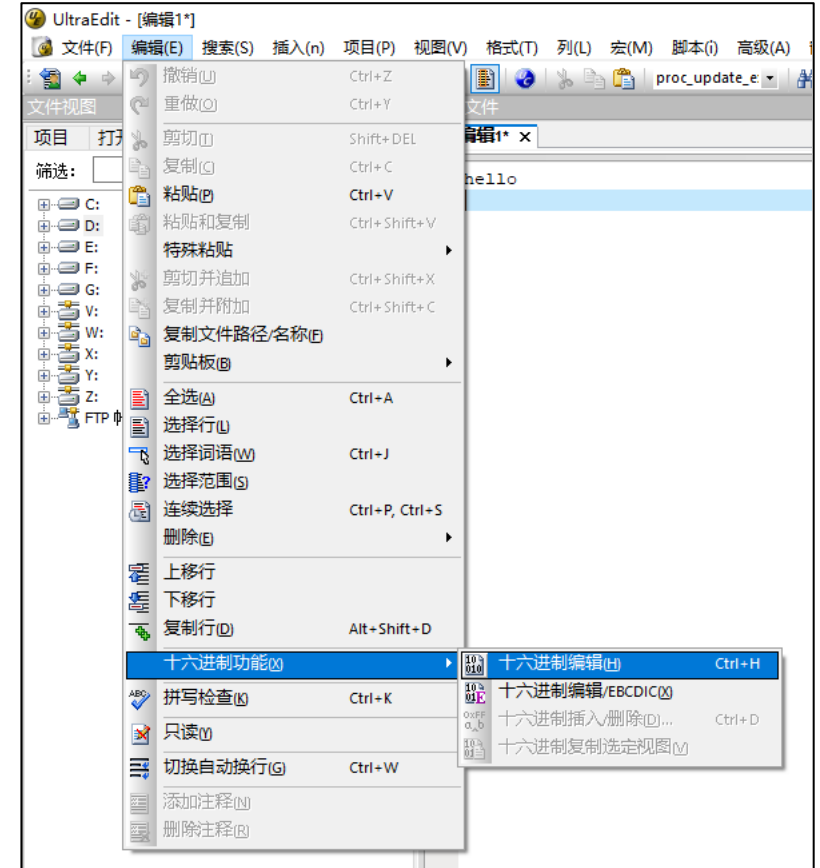 UltraEdit - [编辑1*]
文件(F) 编辑(E) 搜索(S) 插入(n) 项目(P) 视图(V) 格式(T) 列(L) 宏(M) 脚本(i) 高级(A)
proc_update_e:
文件视图
文件
项目 打开
编辑1* ×
筛选：
hello
C:
D:
E:
F:
G:
V:
W:
X:
Y:
Z:
FTP
撤销(U) Ctrl+Z
重做(O) Ctrl+Y
剪切(T) Shift+DEL
复制(C) Ctrl+C
粘贴(P) Ctrl+V
粘贴和复制 Ctrl+Shift+V
特殊粘贴
剪切并追加 Ctrl+Shift+X
复制并附加 Ctrl+Shift+C
复制文件路径/名称(F)
剪贴板(B)
全选(A) Ctrl+A
选择行(L)
选择词语(W) Ctrl+J
选择范围(S)
连续选择 Ctrl+P, Ctrl+S
删除(E)
上移行
下移行
复制行(D) Alt+Shift+D
十六进制功能(X)
拼写检查(K) Ctrl+K
只读(Y)
切换自动换行(G) Ctrl+W
添加注释(N)
删除注释(R)
十六进制编辑(H) Ctrl+H
十六进制编辑/EBCDIC(X)
十六进制插入/删除(D)... Ctrl+D
十六进制复制选定视图(V)